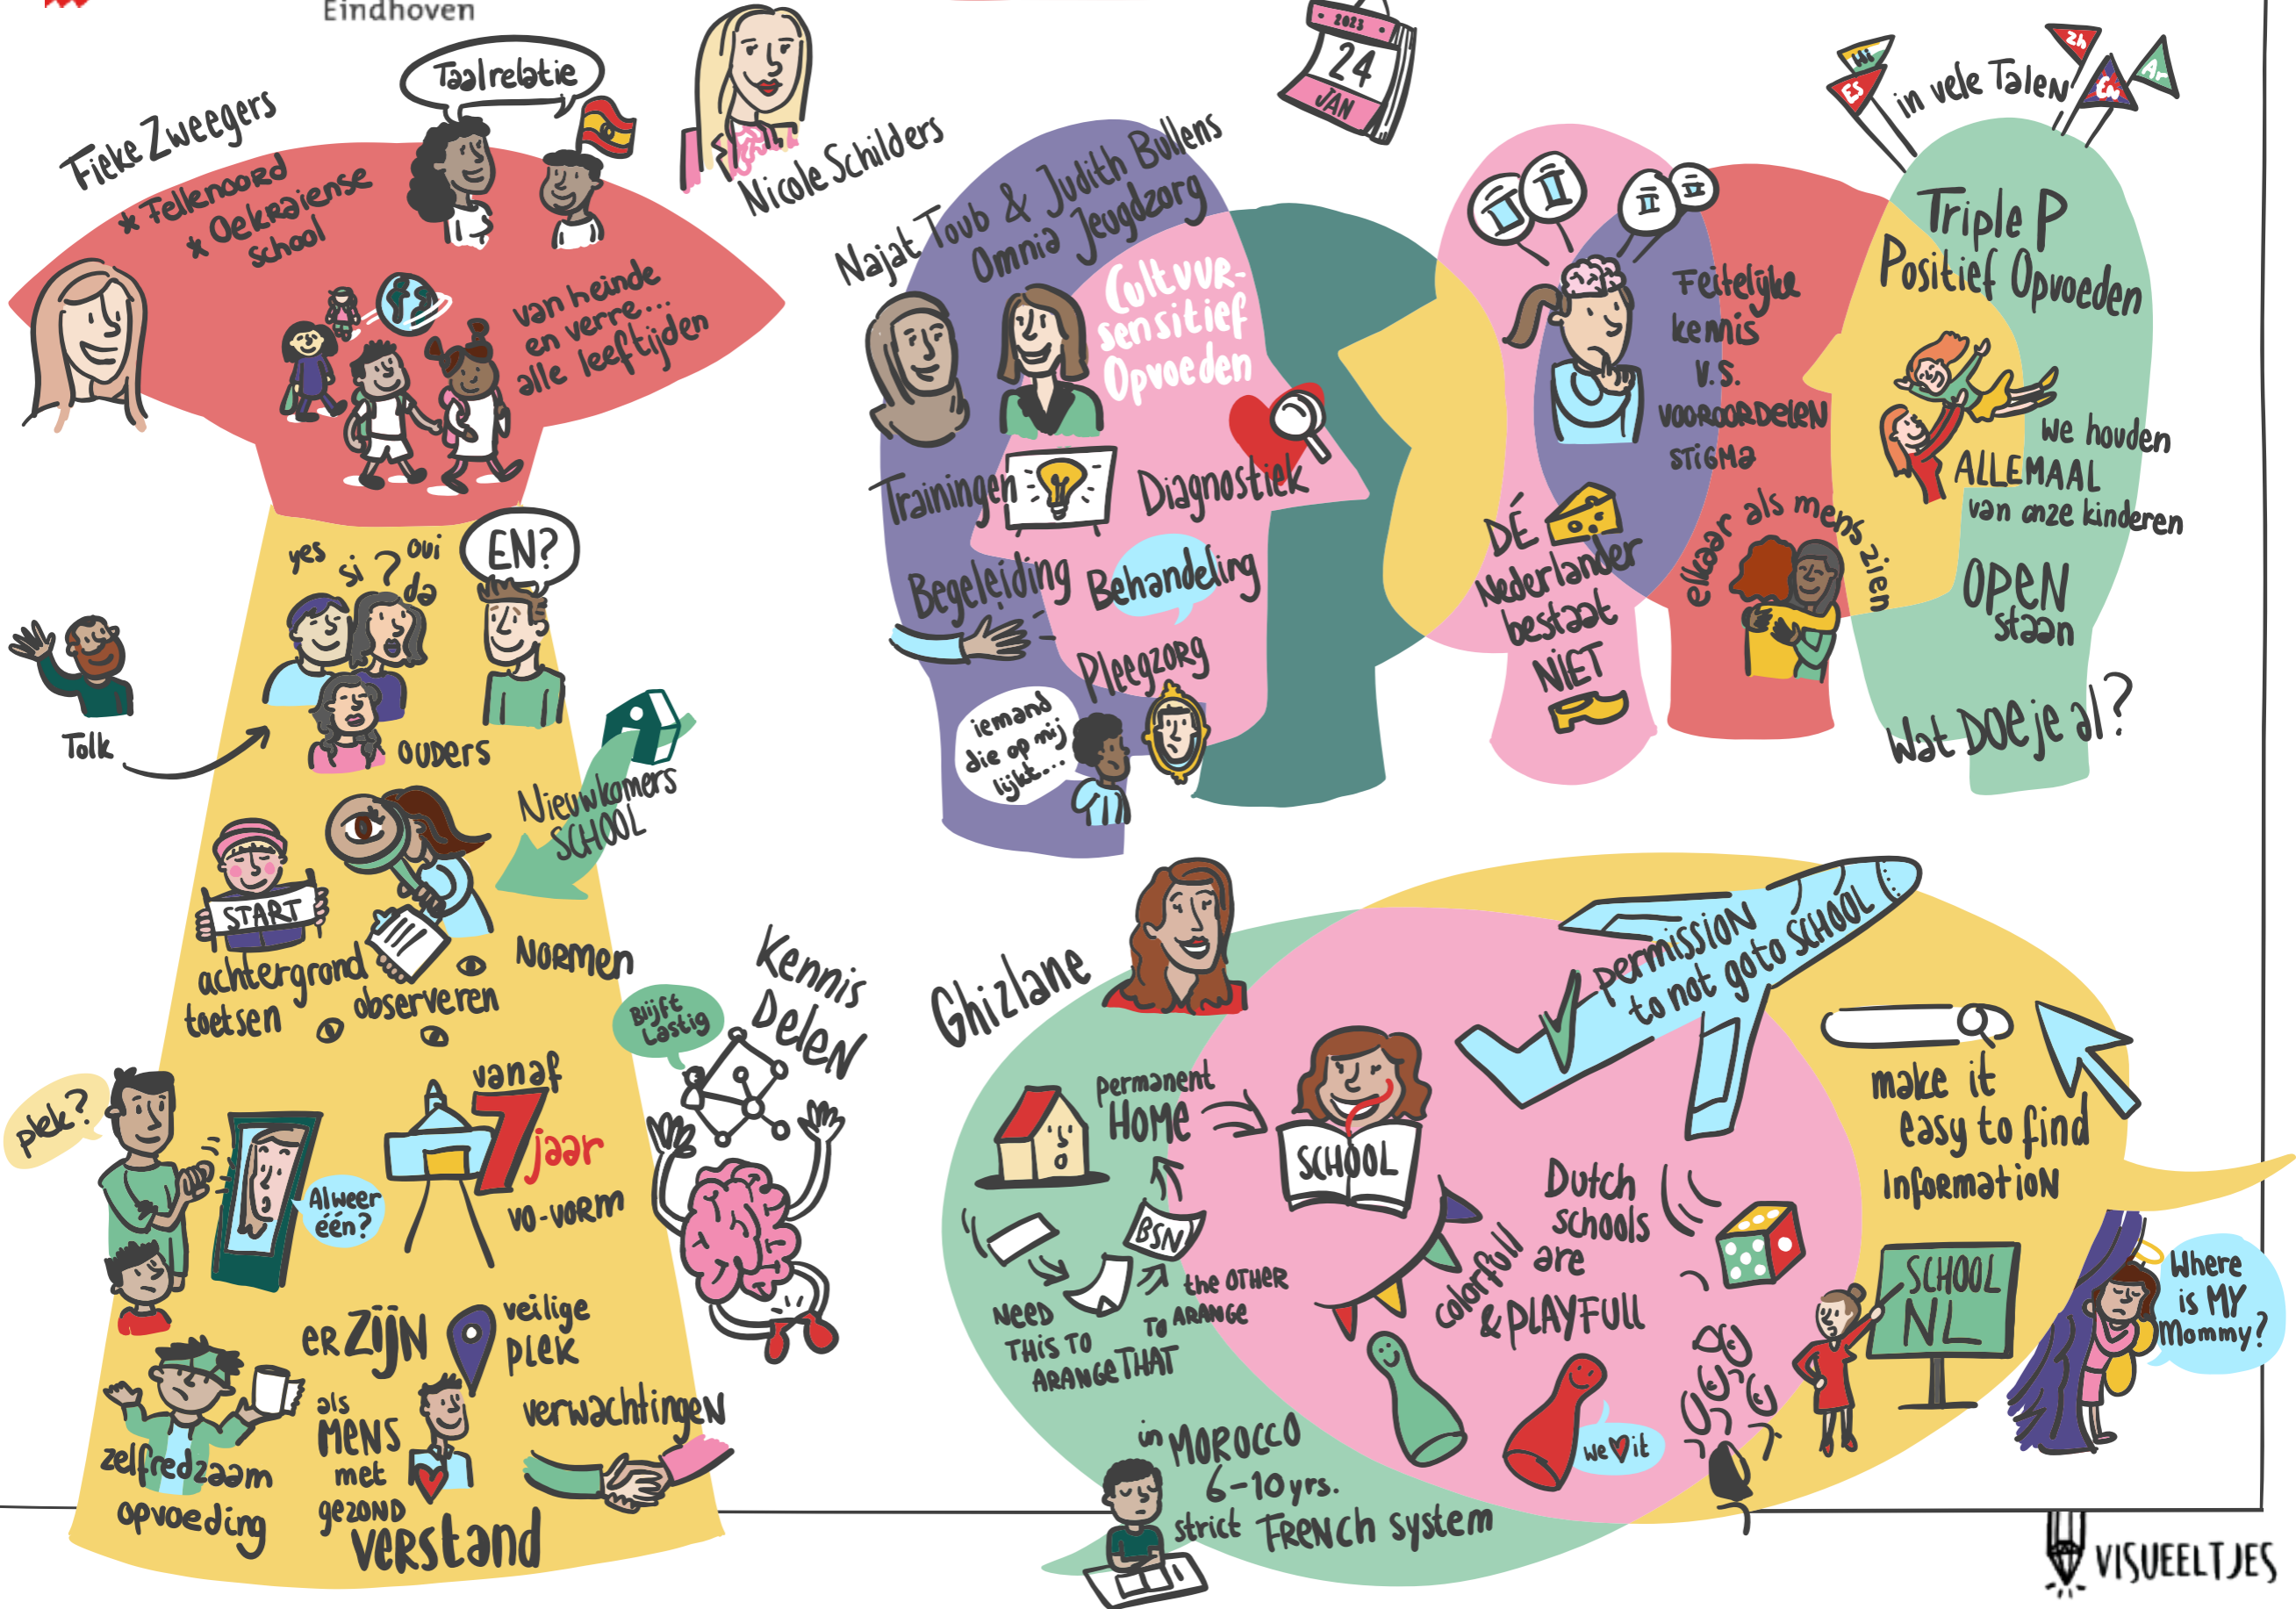 Eindhoven
Fieke Zweegers
* Fellenoord
* Oekraïense
school
Taalrelatie
van heinde
en verre...
alle leeftijden
Nicole Schilders
yes
si
?
oui
da
EN?
Tolk
OUDERS
Nieuwkomers
SCHOOL
START
achtergrond
toetsen
observeren
NORMEN
plek?
Alweer
één?
vanaf
7
jaar
VO-VORM
Blijft
Lastig
Kennis
Delen
er ZIJN
veilige
PLEK
zelfredzaam
opvoeding
als
MENS
met
gezond
VERStand
verwachtingen
Najat Toub & Judith Bullens
Omnia Jeugdzorg
Cultuur-
sensitief
Opvoeden
Trainingen
Diagnostiek
Begeleiding
Behandeling
Pleegzorg
iemand
die op mij
lijkt...
2023
24
JAN
Feitelijke
kennis
V.S.
VOOROORDELEN
STIGMA
DÉ
Nederlander
bestaat
NIET
elkaar als mens zien
Hi
ES
in vele Talen
Zh
En
Ar
Triple P
Positief Opvoeden
We houden
ALLEMAAL
van onze kinderen
OPEN
staan
Wat DOE je al?
Ghizlane
permanent
HOME
SCHOOL
BSN
NEED
THIS TO
ARANGE THAT
the OTHER
TO ARANGE
permission
to not go to SCHOOL
Dutch
schools
are
colorfull
& PLAYFULL
we ♥ it
in MOROCCO
6-10 yrs.
strict FRENCH system
make it
easy to find
INFORMATION
SCHOOL
NL
Where
is MY
Mommy?
VISUEELTJES